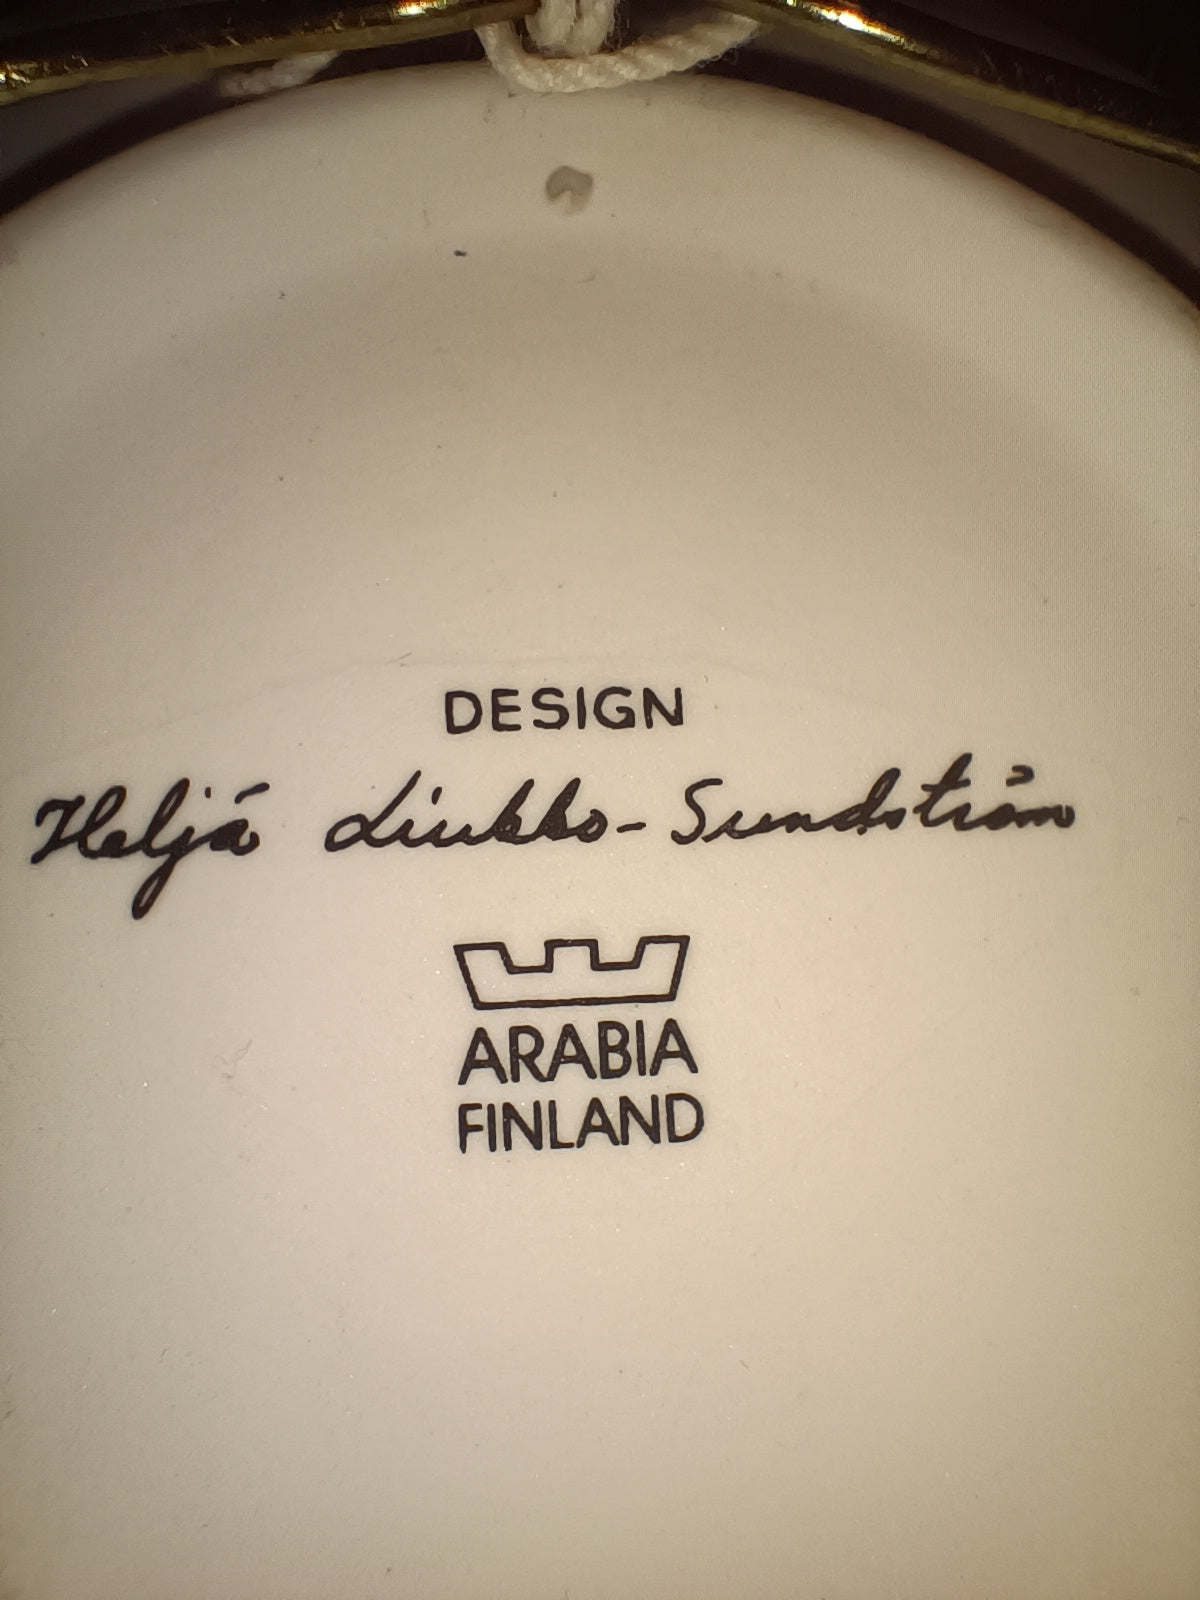 DESIGN
Heljä Liukko-Sundström
ARABIA
FINLAND